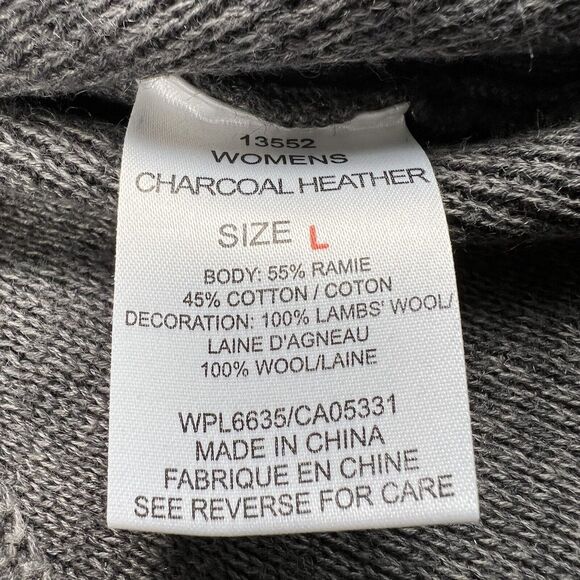 13552
WOMENS
CHARCOAL HEATHER
SIZE L
BODY: 55% RAMIE
45% COTTON / COTON
DECORATION: 100% LAMBS' WOOL/
LAINE D'AGNEAU
100% WOOL/LAINE
WPL6635/CA05331
MADE IN CHINA
FABRIQUE EN CHINE
SEE REVERSE FOR CARE